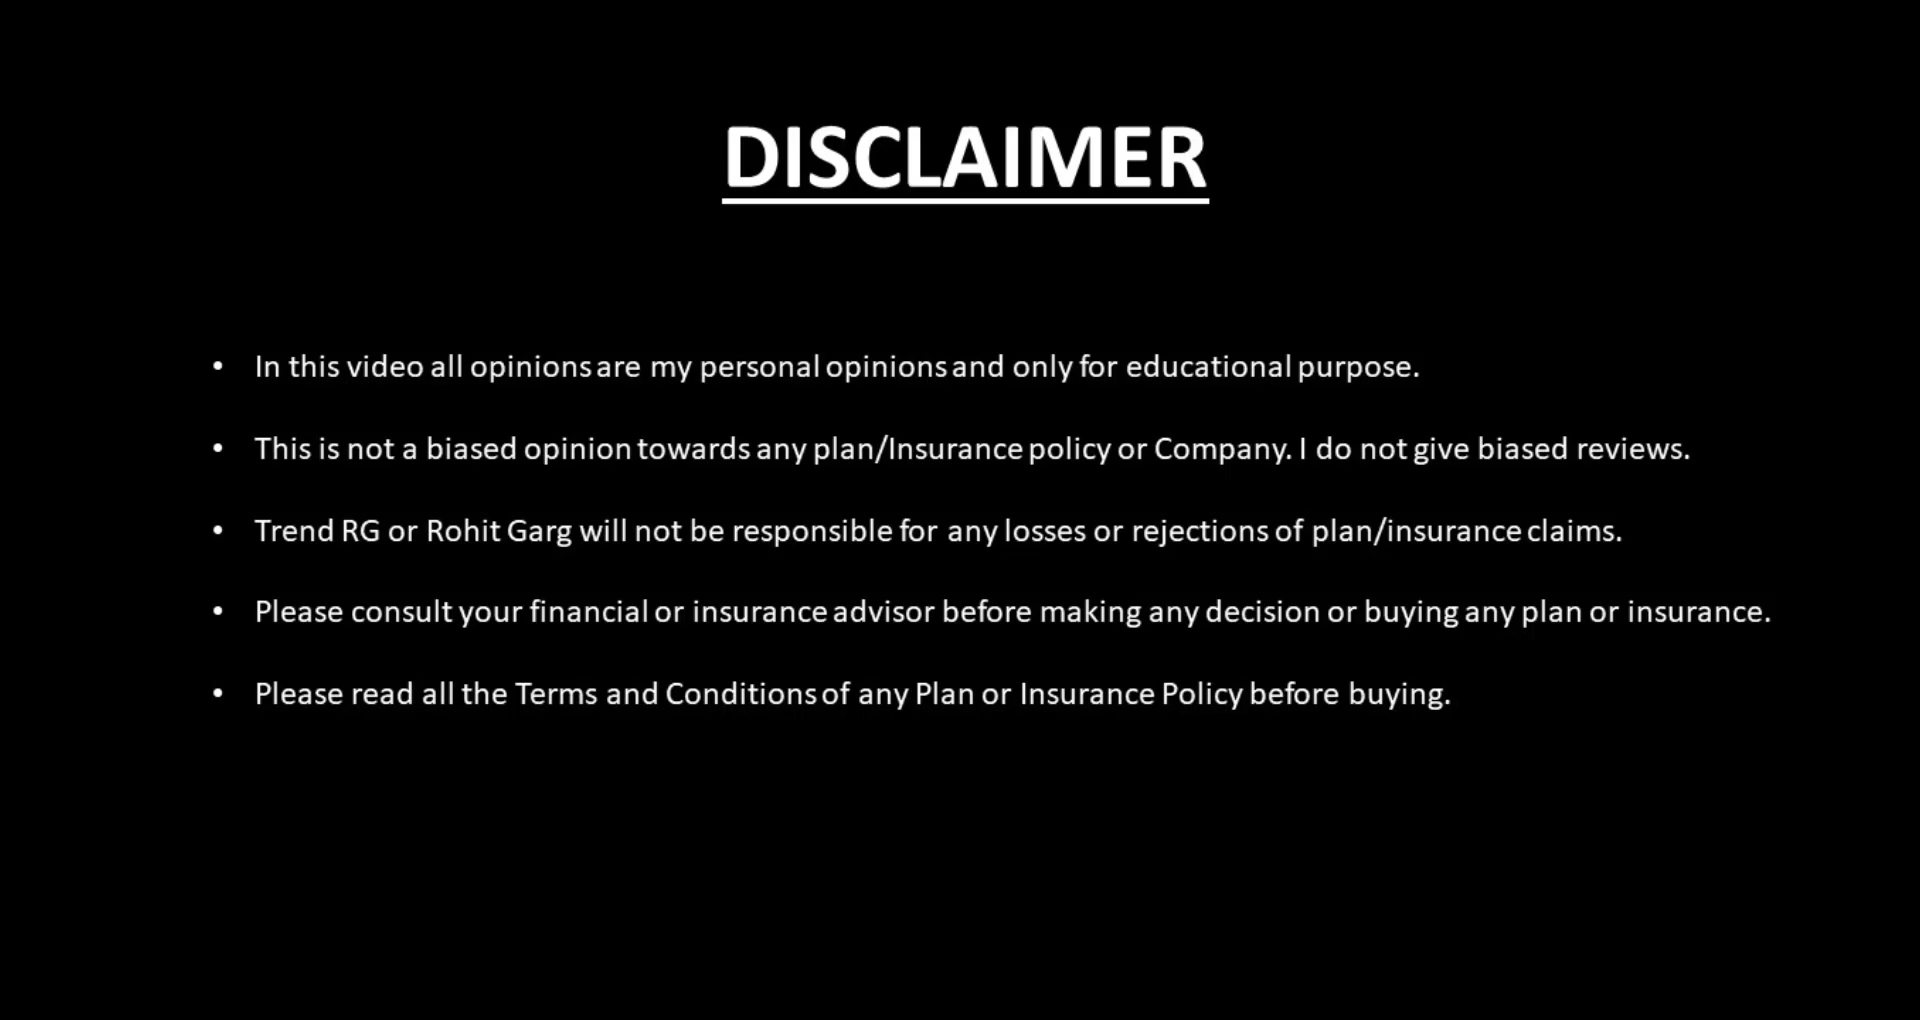 DISCLAIMER
• In this video all opinions are my personal opinions and only for educational purpose.
• This is not a biased opinion towards any plan/Insurance policy or Company. I do not give biased reviews.
• Trend RG or Rohit Garg will not be responsible for any losses or rejections of plan/insurance claims.
• Please consult your financial or insurance advisor before making any decision or buying any plan or insurance.
• Please read all the Terms and Conditions of any Plan or Insurance Policy before buying.